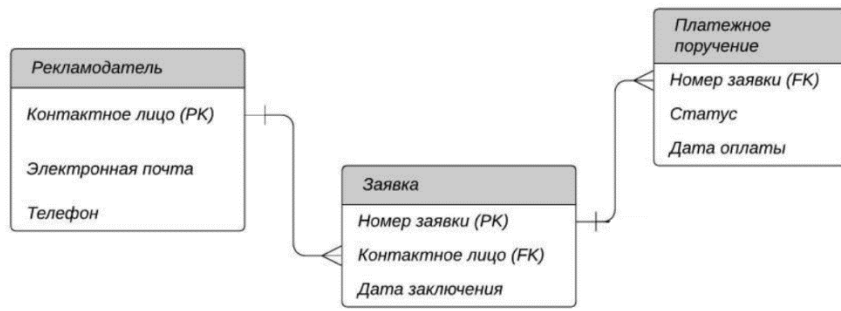 Рекламодатель
Контактное лицо (PK)
Электронная почта
Телефон
Заявка
Номер заявки (PK)
Контактное лицо (FK)
Дата заключения
Платежное
поручение
Номер заявки (FK)
Статус
Дата оплаты